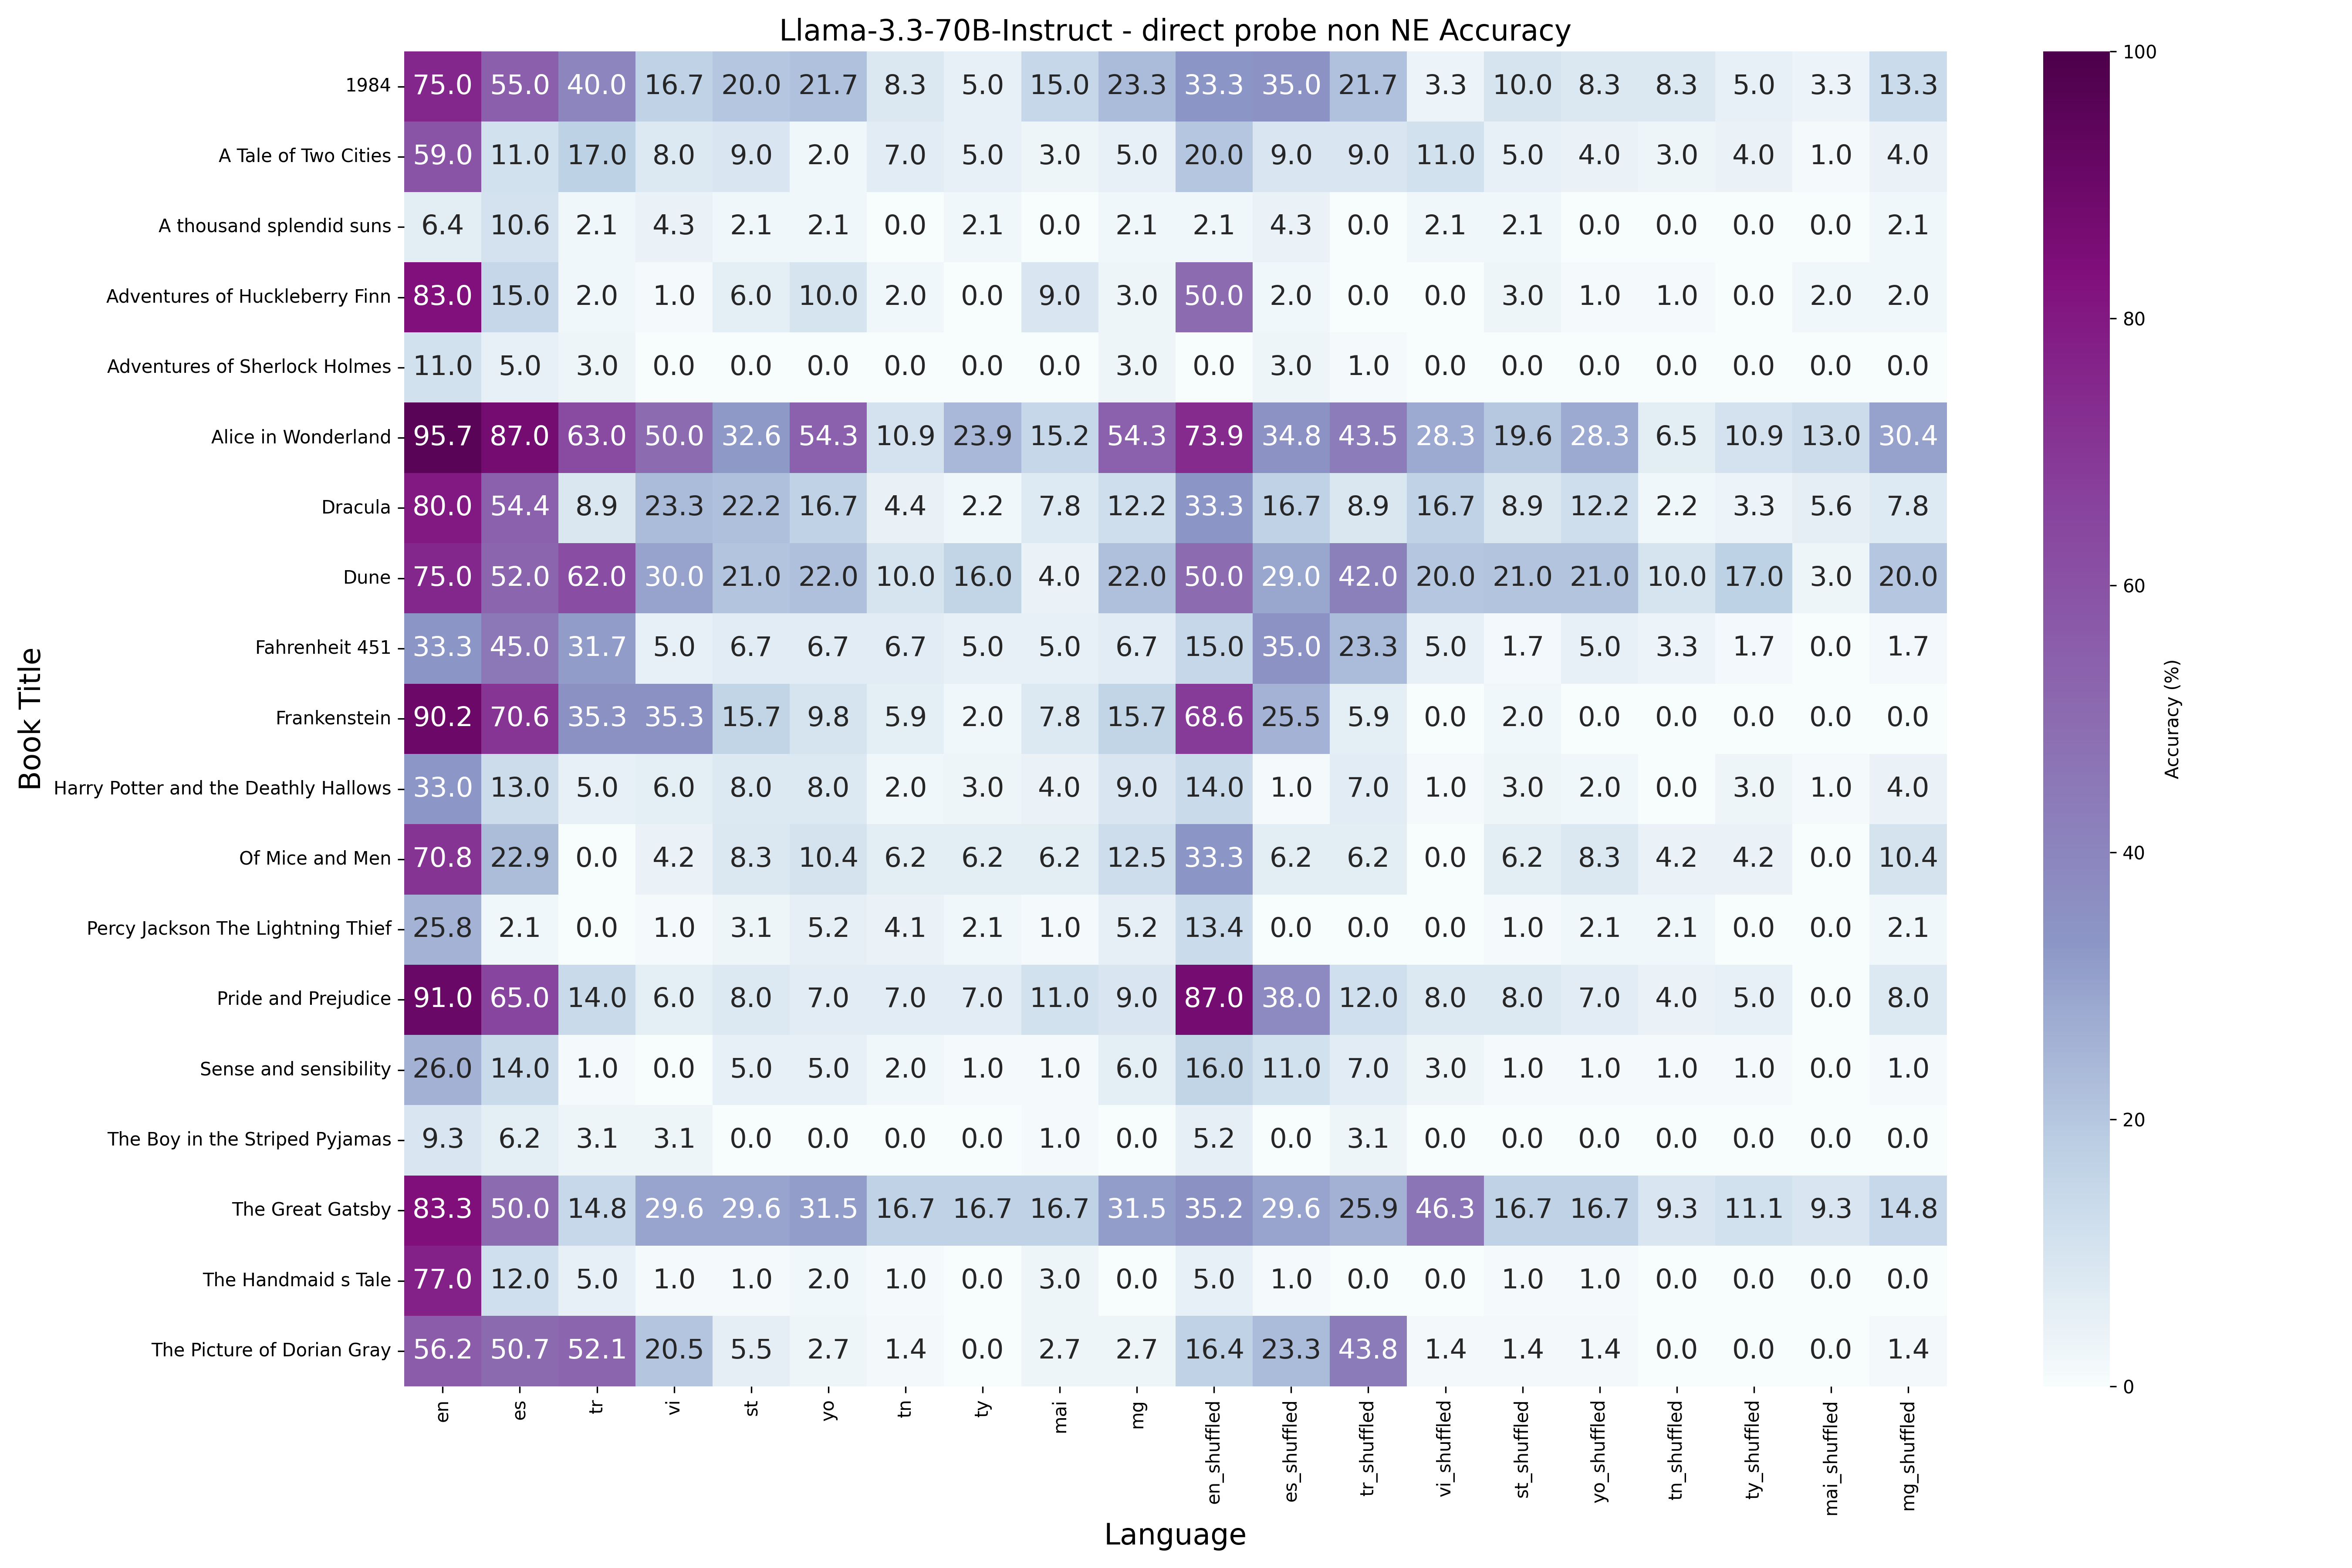 Llama-3.3-70B-Instruct - direct probe non NE Accuracy
Book Title
1984 75.0 55.0 40.0 16.7 20.0 21.7 8.3 5.0 15.0 23.3 33.3 35.0 21.7 3.3 10.0 8.3 8.3 5.0 3.3 13.3
A Tale of Two Cities 59.0 11.0 17.0 8.0 9.0 2.0 7.0 5.0 3.0 5.0 20.0 9.0 9.0 11.0 5.0 4.0 3.0 4.0 1.0 4.0
A thousand splendid suns 6.4 10.6 2.1 4.3 2.1 2.1 0.0 2.1 0.0 2.1 2.1 4.3 0.0 2.1 2.1 0.0 0.0 0.0 0.0 2.1
Adventures of Huckleberry Finn 83.0 15.0 2.0 1.0 6.0 10.0 2.0 0.0 9.0 3.0 50.0 2.0 0.0 0.0 3.0 1.0 1.0 0.0 2.0 2.0
Adventures of Sherlock Holmes 11.0 5.0 3.0 0.0 0.0 0.0 0.0 0.0 0.0 3.0 0.0 3.0 1.0 0.0 0.0 0.0 0.0 0.0 0.0 0.0
Alice in Wonderland 95.7 87.0 63.0 50.0 32.6 54.3 10.9 23.9 15.2 54.3 73.9 34.8 43.5 28.3 19.6 28.3 6.5 10.9 13.0 30.4
Dracula 80.0 54.4 8.9 23.3 22.2 16.7 4.4 2.2 7.8 12.2 33.3 16.7 8.9 16.7 8.9 12.2 2.2 3.3 5.6 7.8
Dune 75.0 52.0 62.0 30.0 21.0 22.0 10.0 16.0 4.0 22.0 50.0 29.0 42.0 20.0 21.0 21.0 10.0 17.0 3.0 20.0
Fahrenheit 451 33.3 45.0 31.7 5.0 6.7 6.7 6.7 5.0 5.0 6.7 15.0 35.0 23.3 5.0 1.7 5.0 3.3 1.7 0.0 1.7
Frankenstein 90.2 70.6 35.3 35.3 15.7 9.8 5.9 2.0 7.8 15.7 68.6 25.5 5.9 0.0 2.0 0.0 0.0 0.0 0.0 0.0
Harry Potter and the Deathly Hallows 33.0 13.0 5.0 6.0 8.0 8.0 2.0 3.0 4.0 9.0 14.0 1.0 7.0 1.0 3.0 2.0 0.0 3.0 1.0 4.0
Of Mice and Men 70.8 22.9 0.0 4.2 8.3 10.4 6.2 6.2 6.2 12.5 33.3 6.2 6.2 0.0 6.2 8.3 4.2 4.2 0.0 10.4
Percy Jackson The Lightning Thief 25.8 2.1 0.0 1.0 3.1 5.2 4.1 2.1 1.0 5.2 13.4 0.0 0.0 0.0 1.0 2.1 2.1 0.0 0.0 2.1
Pride and Prejudice 91.0 65.0 14.0 6.0 8.0 7.0 7.0 7.0 11.0 9.0 87.0 38.0 12.0 8.0 8.0 7.0 4.0 5.0 0.0 8.0
Sense and sensibility 26.0 14.0 1.0 0.0 5.0 5.0 2.0 1.0 1.0 6.0 16.0 11.0 7.0 3.0 1.0 1.0 1.0 1.0 0.0 1.0
The Boy in the Striped Pyjamas 9.3 6.2 3.1 3.1 0.0 0.0 0.0 0.0 1.0 0.0 5.2 0.0 3.1 0.0 0.0 0.0 0.0 0.0 0.0 0.0
The Great Gatsby 83.3 50.0 14.8 29.6 29.6 31.5 16.7 16.7 16.7 31.5 35.2 29.6 25.9 46.3 16.7 16.7 9.3 11.1 9.3 14.8
The Handmaid s Tale 77.0 12.0 5.0 1.0 1.0 2.0 1.0 0.0 3.0 0.0 5.0 1.0 0.0 0.0 1.0 1.0 0.0 0.0 0.0 0.0
The Picture of Dorian Gray 56.2 50.7 52.1 20.5 5.5 2.7 1.4 0.0 2.7 2.7 16.4 23.3 43.8 1.4 1.4 1.4 0.0 0.0 0.0 1.4
en es tr vi st yo tn ty mai mg en_shuffled es_shuffled tr_shuffled vi_shuffled st_shuffled yo_shuffled tn_shuffled ty_shuffled mai_shuffled mg_shuffled
Language
100
80
60
40
20
0
Accuracy (%)